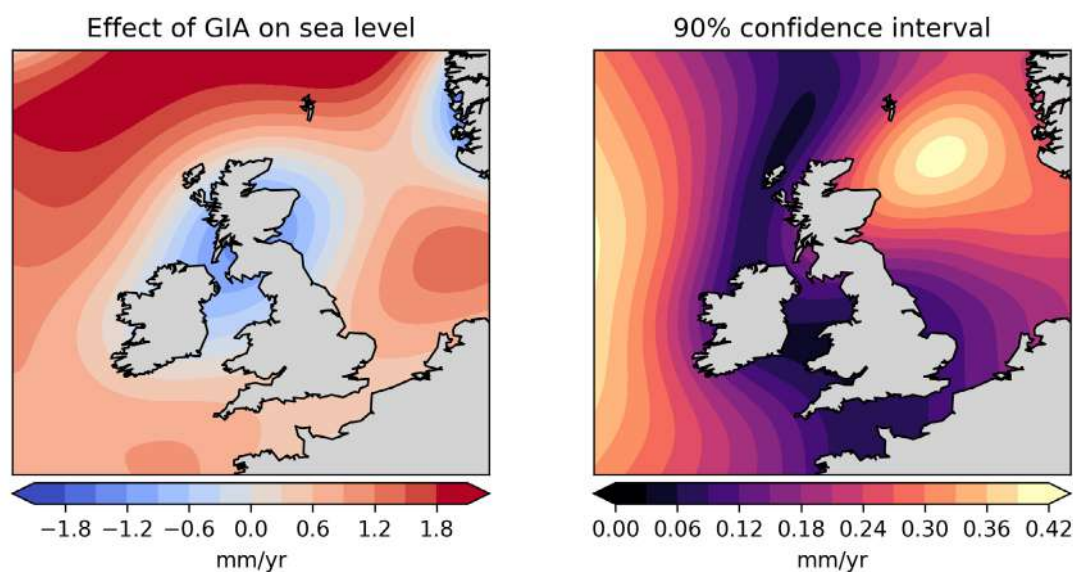 Effect of GIA on sea level
−1.8 −1.2 −0.6 0.0 0.6 1.2 1.8
mm/yr
90% confidence interval
0.00 0.06 0.12 0.18 0.24 0.30 0.36 0.42
mm/yr